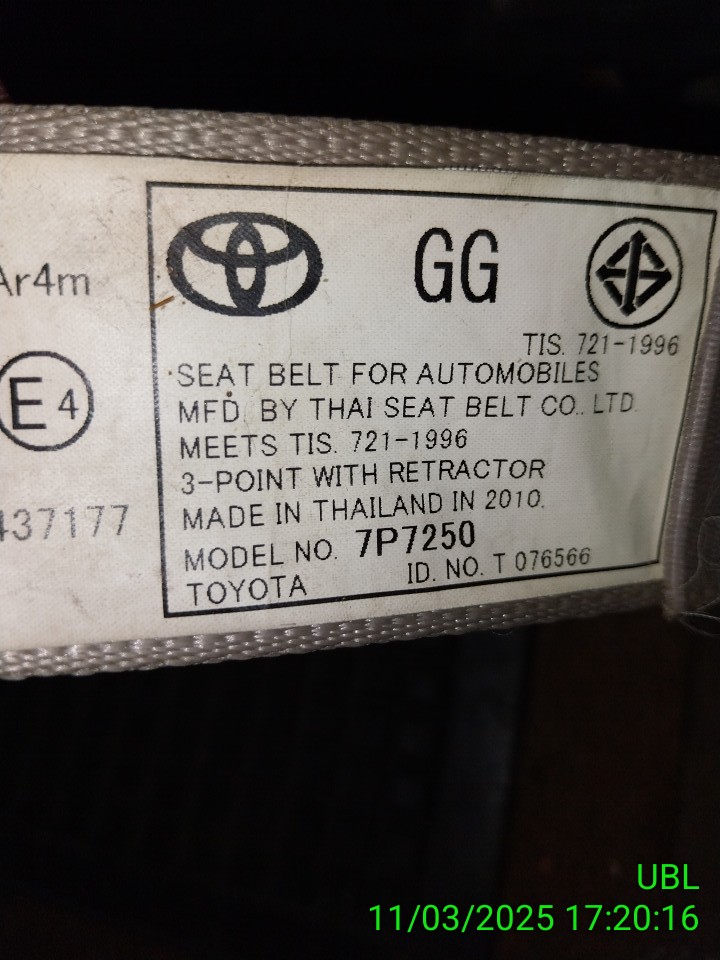 Ar4m
E4
437177
GG
TIS. 721-1996
SEAT BELT FOR AUTOMOBILES
MFD. BY THAI SEAT BELT CO., LTD.
MEETS TIS. 721-1996
3-POINT WITH RETRACTOR
MADE IN THAILAND IN 2010.
MODEL NO. 7P7250
TOYOTA ID. NO. T 076566
UBL
11/03/2025 17:20:16